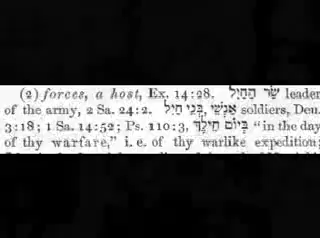 (2) forces, a host, Ex. 14:28. שַׂר הַחַיִל leader
of the army, 2 Sa. 24:2. אַנְשֵׁי ,בְּנֵי חַיִל soldiers, Deu.
3:18; 1 Sa. 14:52; Ps. 110:3, בְּיוֹם חֵילֶךָ “in the day
of thy warfare,” i. e. of thy warlike expedition;